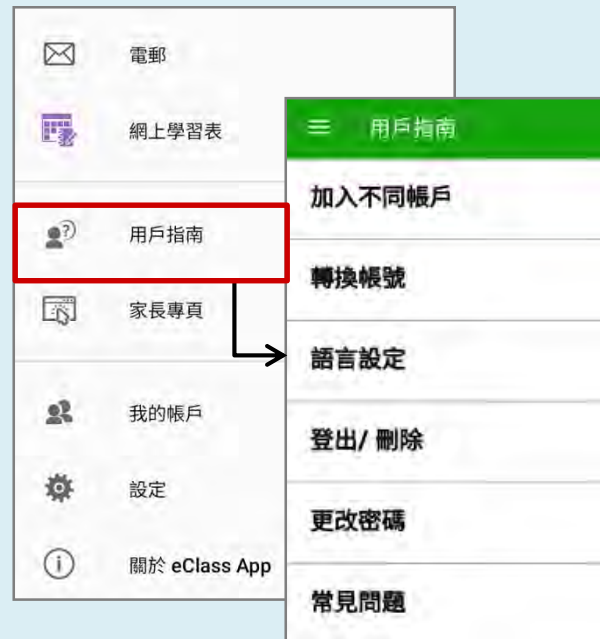 電郵
網上學習表
用戶指南
家長專頁
我的帳戶
設定
關於 eClass App
用戶指南
加入不同帳戶
轉換帳號
語言設定
登出/ 刪除
更改密碼
常見問題